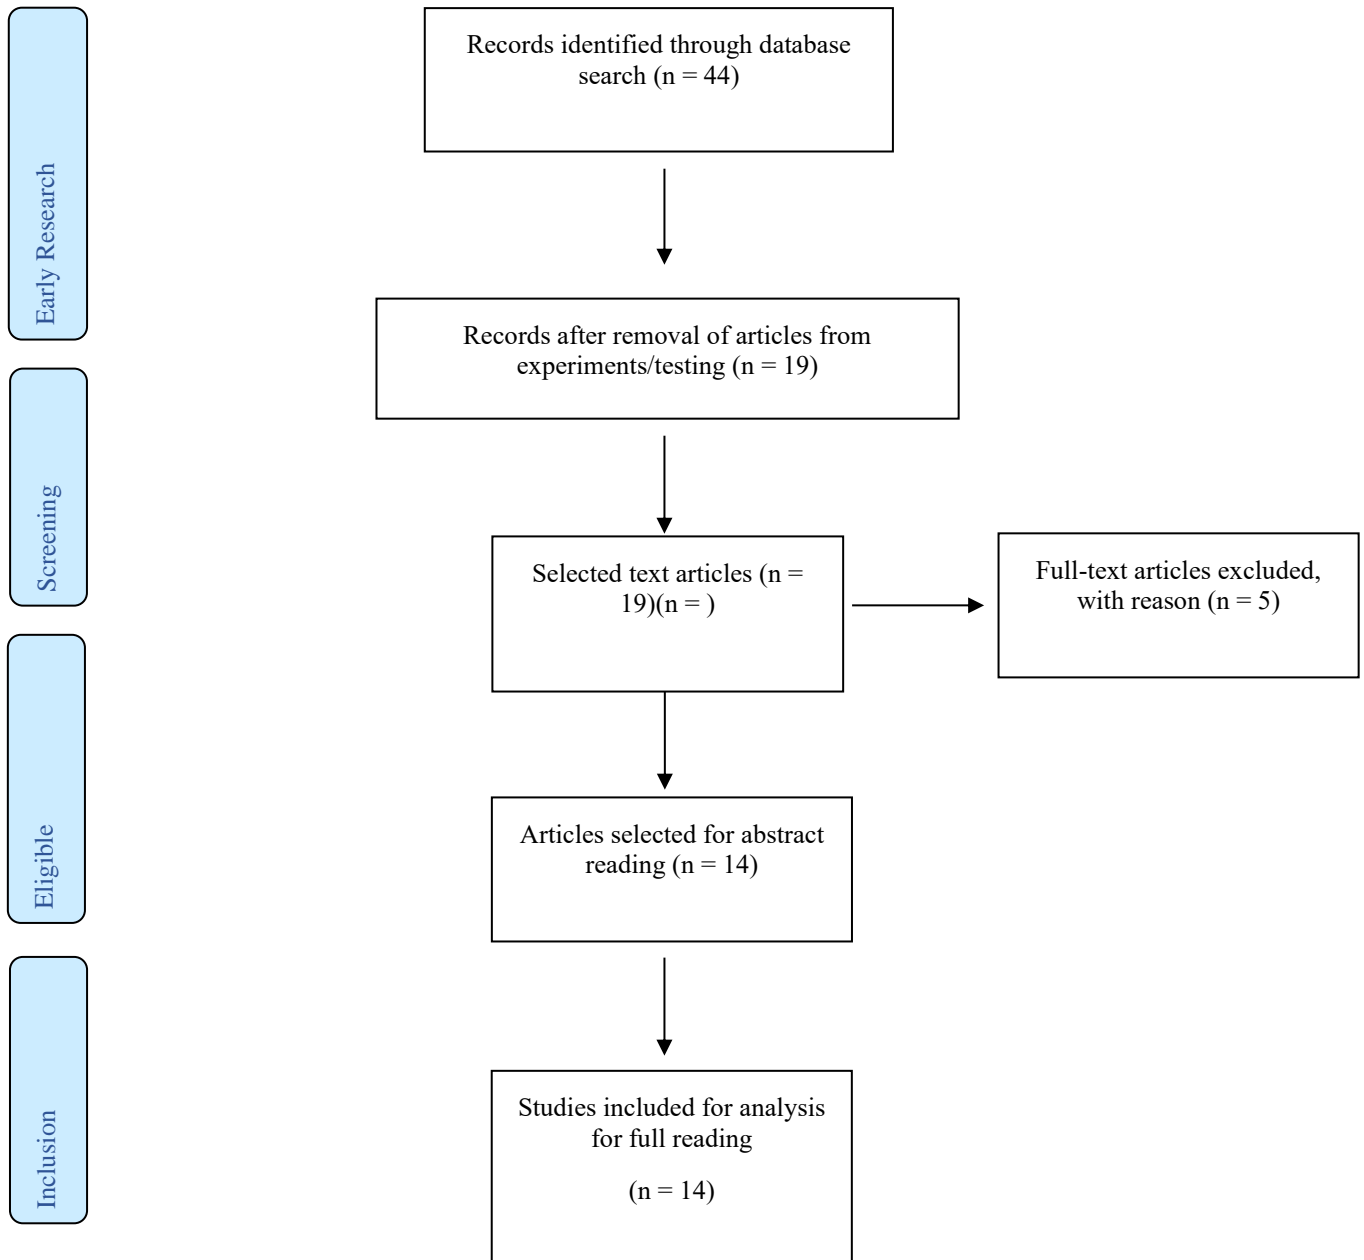 Early Research
Records identified through database
search (n = 44)
Records after removal of articles from
experiments/testing (n = 19)
Screening
Selected text articles (n =
19)(n = )
Full-text articles excluded,
with reason (n = 5)
Eligible
Articles selected for abstract
reading (n = 14)
Inclusion
Studies included for analysis
for full reading
(n = 14)